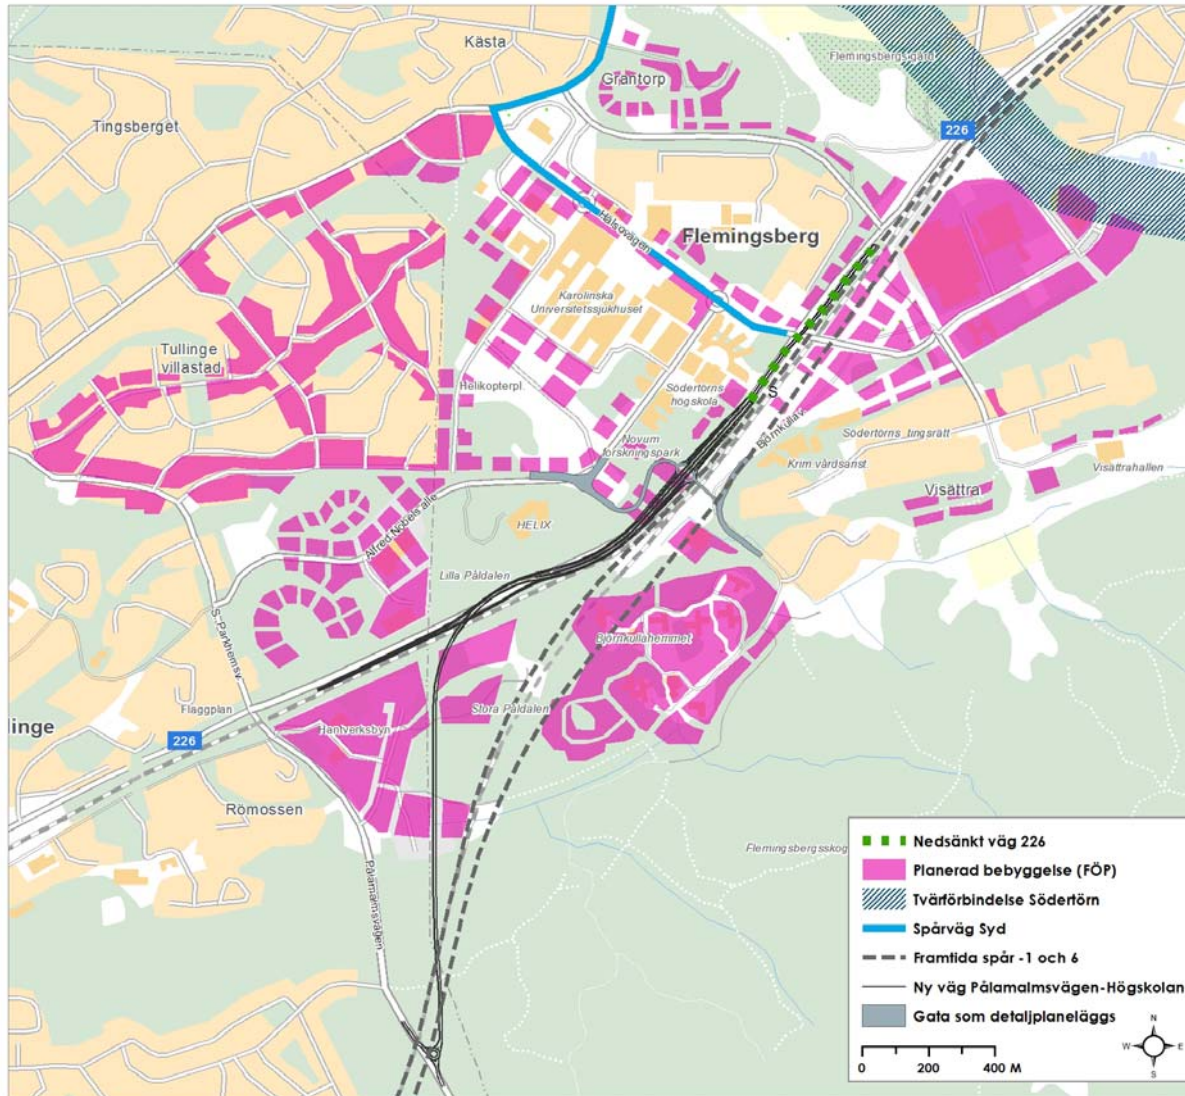 Kästa
Flemingsbergs gård
Grantorp
Tingsberget
226
Hälsovägen
Flemingsberg
Karolinska
Universitetssjukhuset
Tullinge
villastad
Helikopterpl.
Södertörns
högskola
S
Björnkullav
Södertörns tingsrätt
Novum
forskningspark
Krim vårdsanst
Visättrahallen
Visättra
HELIX
Alfred Nobels allé
Lilla Påldalen
S. Parkhemsv.
Björnkullahemmet
Stora Påldalen
Flaggplan
Hantverksbyn
linge
226
Römossen
Pålamalmsvägen
Flemingsbergsskog
Nedsänkt väg 226
Planerad bebyggelse (FÖP)
Tvärförbindelse Södertörn
Spårväg Syd
Framtida spår -1 och 6
Ny väg Pålamalmsvägen-Högskolan
Gata som detaljplaneläggs
N
W E
S
0 200 400 M